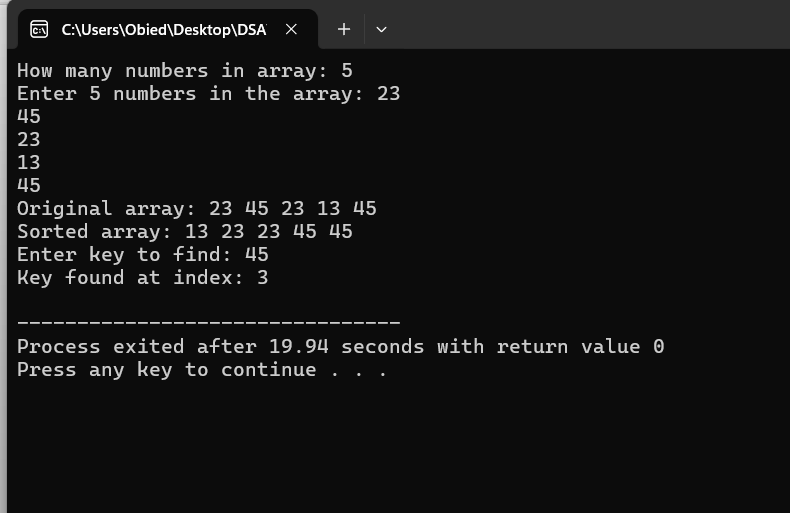 C:\Users\Obied\Desktop\DSA
How many numbers in array: 5
Enter 5 numbers in the array: 23
45
23
13
45
Original array: 23 45 23 13 45
Sorted array: 13 23 23 45 45
Enter key to find: 45
Key found at index: 3
--------------------------------
Process exited after 19.94 seconds with return value 0
Press any key to continue . . .